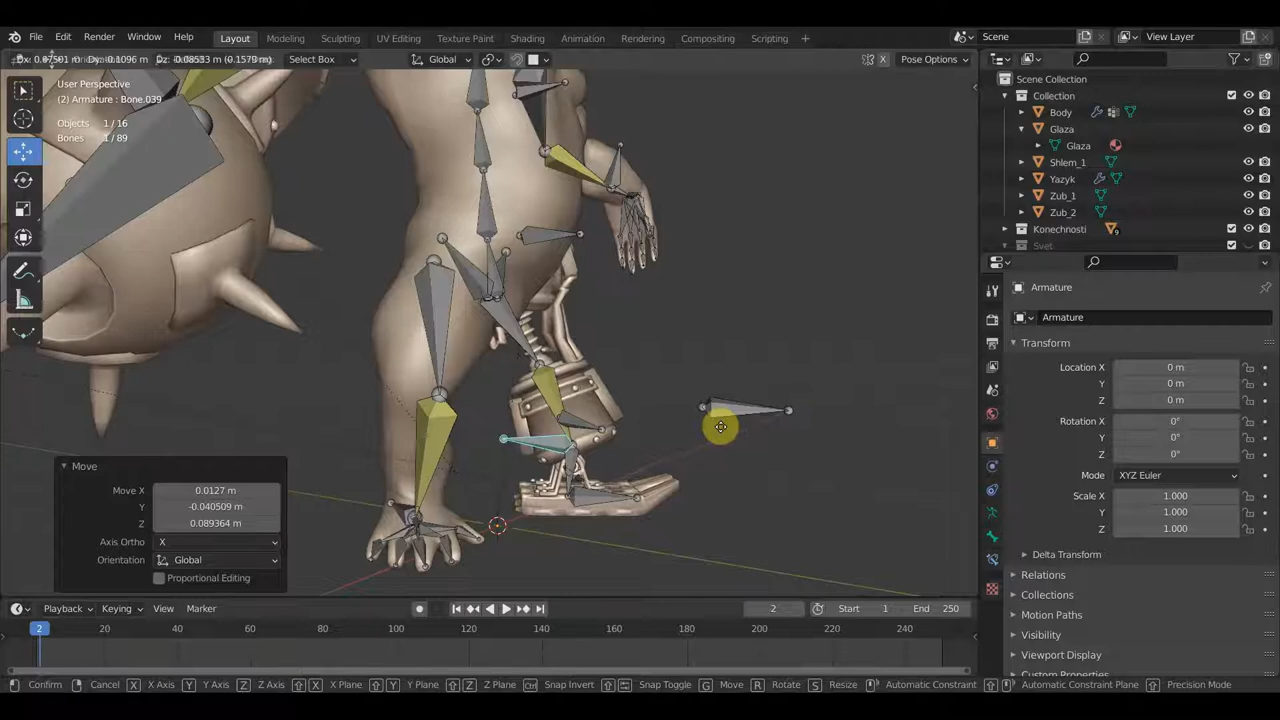 File Edit Render Window Help Layout Modeling Sculpting UV Editing Texture Paint Shading Animation Rendering Compositing Scripting + Scene View Layer
Select Box Global X Pose Options
User Perspective
(2) Armature : Bone.039
Objects 1/16
Bones 1/89
Scene Collection
Collection
Body
Glaza
Glaza
Shlem_1
Yazyk
Zub_1
Zub_2
Konechnosti 9
Svet
Armature
Armature
Transform
Location X 0 m
Y 0 m
Z 0 m
Rotation X 0°
Y 0°
Z 0°
Mode XYZ Euler
Scale X 1.000
Y 1.000
Z 1.000
Delta Transform
Relations
Collections
Motion Paths
Visibility
Viewport Display
Custom Properties
Move
Move X 0.0127 m
Y -0.040509 m
Z 0.089364 m
Axis Ortho X
Orientation Global
Proportional Editing
Playback Keying View Marker 2 Start 1 End 250
2 20 40 60 80 100 120 140 160 180 200 220 240
Confirm Cancel X X Axis Y Y Axis Z Z Axis X X Plane Y Y Plane Z Z Plane Snap Invert Snap Toggle G Move R Rotate S Resize Automatic Constraint Automatic Constraint Plane Precision Mode